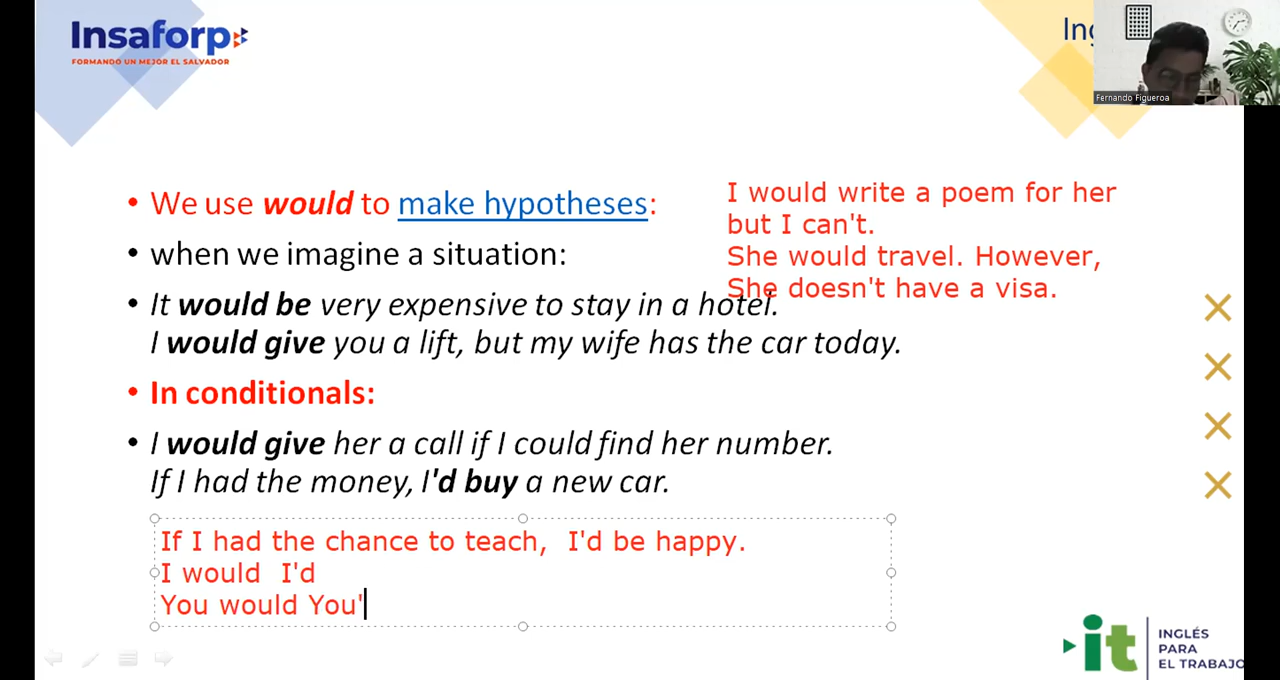 Insaforp
FORMANDO UN MEJOR EL SALVADOR
Fernando Figueroa
• We use would to make hypotheses:
• when we imagine a situation:
• It would be very expensive to stay in a hotel.
I would give you a lift, but my wife has the car today.
• In conditionals:
• I would give her a call if I could find her number.
If I had the money, I'd buy a new car.
I would write a poem for her
but I can't.
She would travel. However,
She doesn't have a visa.
If I had the chance to teach, I'd be happy.
I would I'd
You would You'
it
INGLÉS
PARA
EL TRABAJO